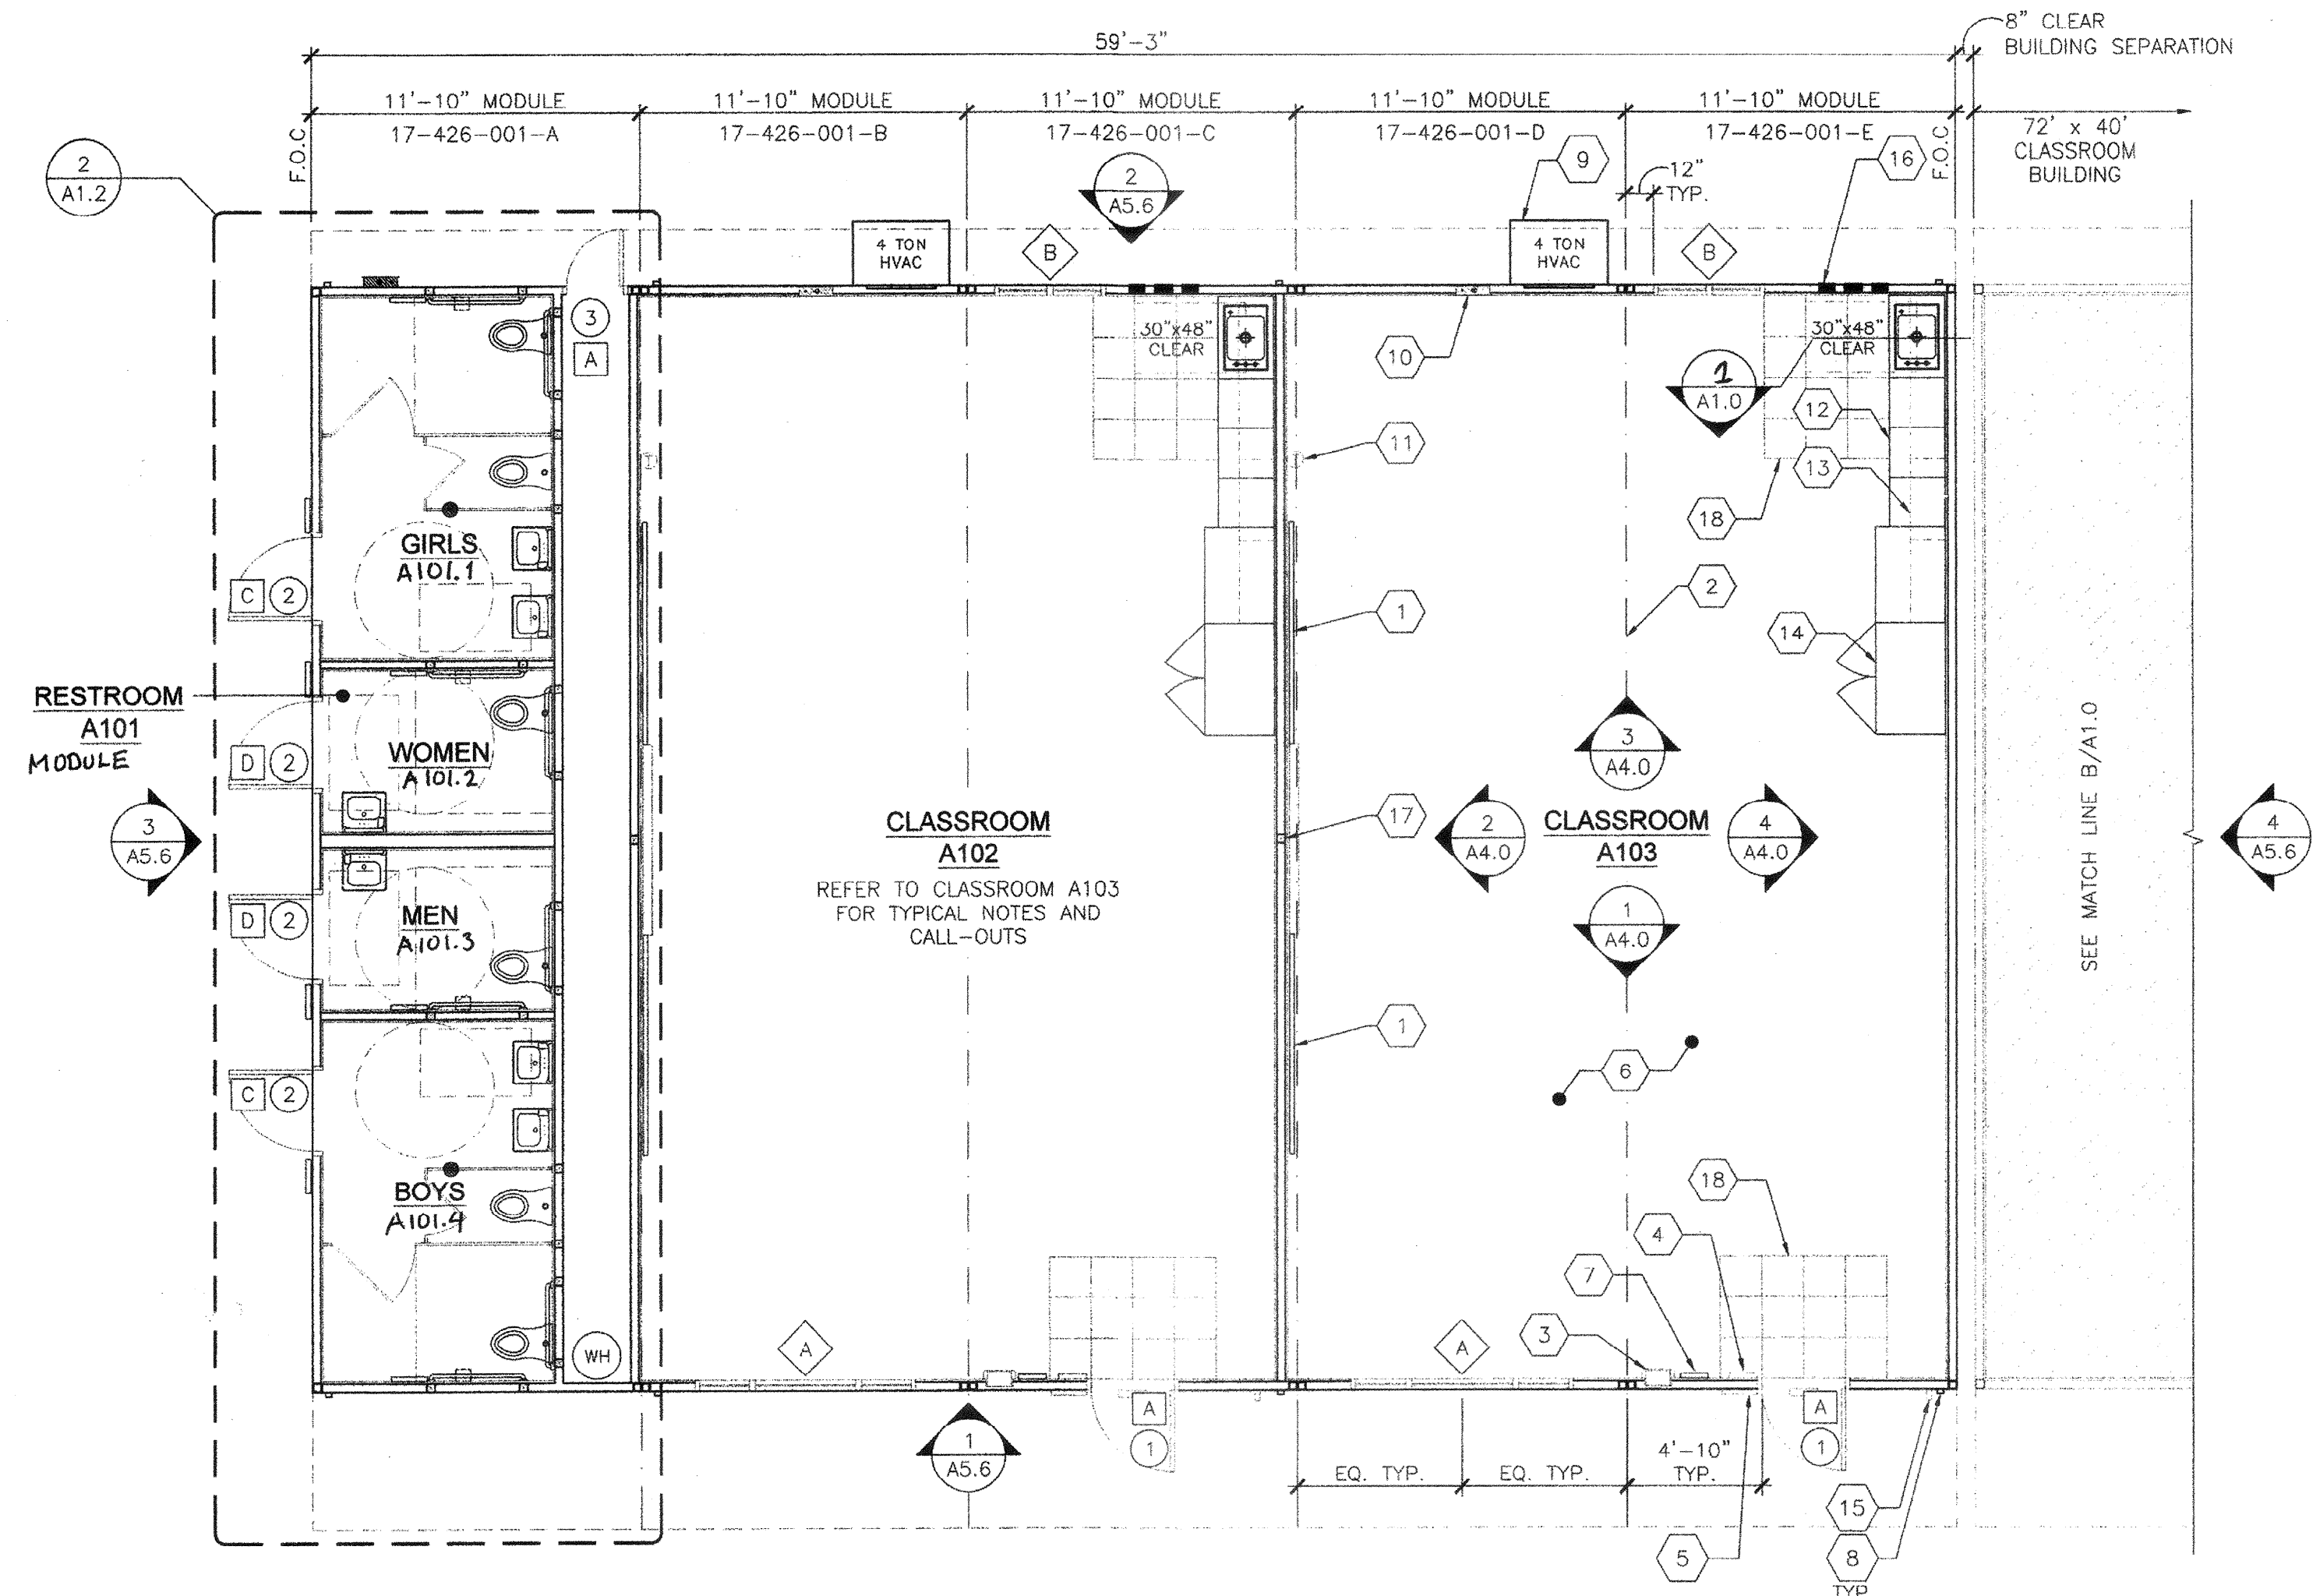 8" CLEAR
BUILDING SEPARATION
59'-3"
11'-10" MODULE
17-426-001-A
11'-10" MODULE
17-426-001-B
11'-10" MODULE
17-426-001-C
11'-10" MODULE
17-426-001-D
11'-10" MODULE
17-426-001-E
72' x 40'
CLASSROOM
BUILDING
F.O.C
F.O.C
2
A1.2
2
A5.6
9
12"
TYP.
16
4 TON
HVAC
B
4 TON
HVAC
B
3
A
30"x48"
CLEAR
10
30"x48"
CLEAR
1
A1.0
12
11
13
18
GIRLS
A101.1
C
2
1
2
14
RESTROOM
A101
MODULE
WOMEN
A101.2
D
2
3
A4.0
3
A5.6
CLASSROOM
A102
REFER TO CLASSROOM A103
FOR TYPICAL NOTES AND
CALL-OUTS
17
2
A4.0
CLASSROOM
A103
4
A4.0
SEE MATCH LINE B/A1.0
4
A5.6
D
2
MEN
A101.3
1
A4.0
1
6
C
2
BOYS
A101.4
18
4
7
3
WH
A
A
A
1
A
1
1
A5.6
EQ. TYP.
EQ. TYP.
4'-10"
TYP.
15
5
8
TYP